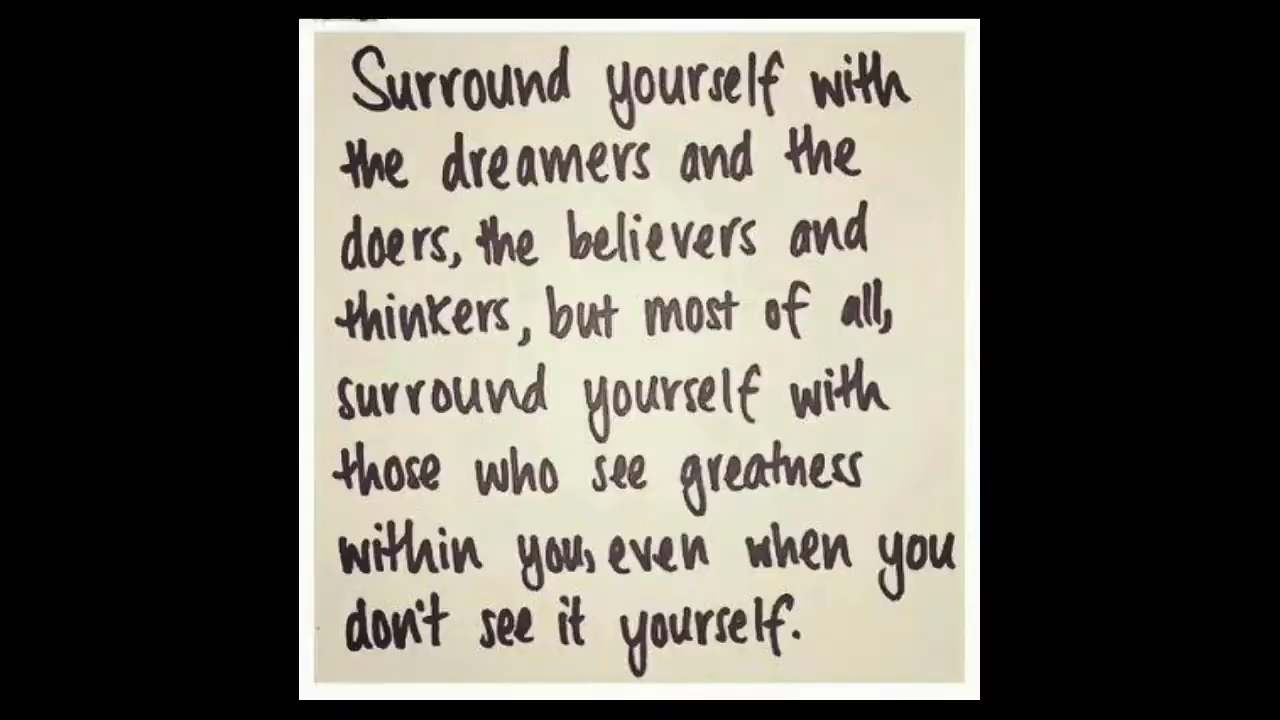 Surround yourself with
the dreamers and the
doers, the believers and
thinkers, but most of all,
surround yourself with
those who see greatness
within you, even when you
don't see it yourself.